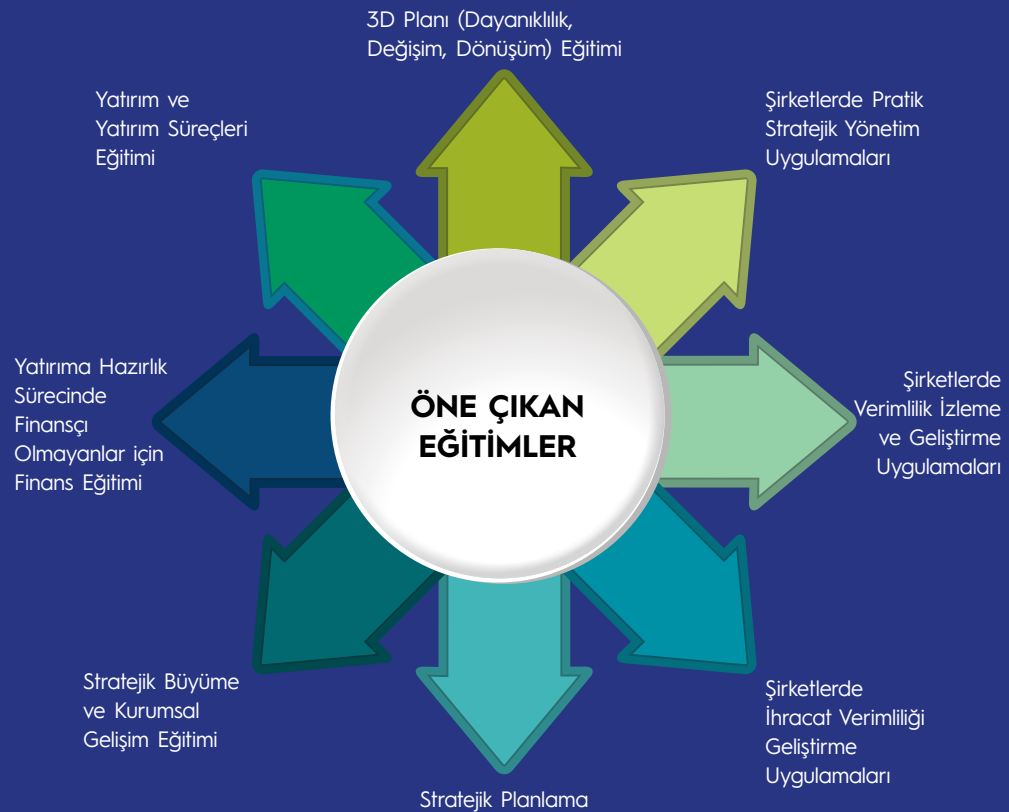 3D Planı (Dayanıklılık,
Değişim, Dönüşüm) Eğitimi
Yatırım ve
Yatırım Süreçleri
Eğitimi
Şirketlerde Pratik
Stratejik Yönetim
Uygulamaları
Yatırıma Hazırlık
Sürecinde
Finansçı
Olmayanlar için
Finans Eğitimi
ÖNE ÇIKAN
EĞİTİMLER
Şirketlerde
Verimlilik İzleme
ve Geliştirme
Uygulamaları
Stratejik Büyüme
ve Kurumsal
Gelişim Eğitimi
Şirketlerde
İhracat Verimliliği
Geliştirme
Uygulamaları
Stratejik Planlama